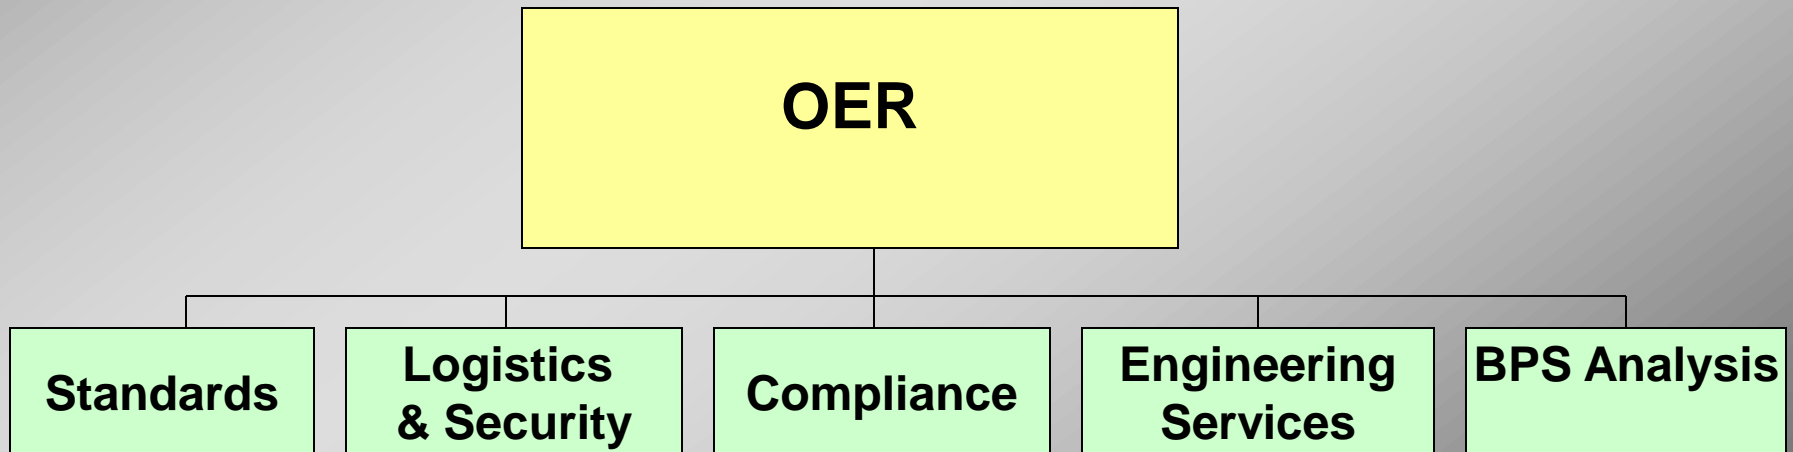 OER
Standards
Logistics
& Security
Compliance
Engineering
Services
BPS Analysis